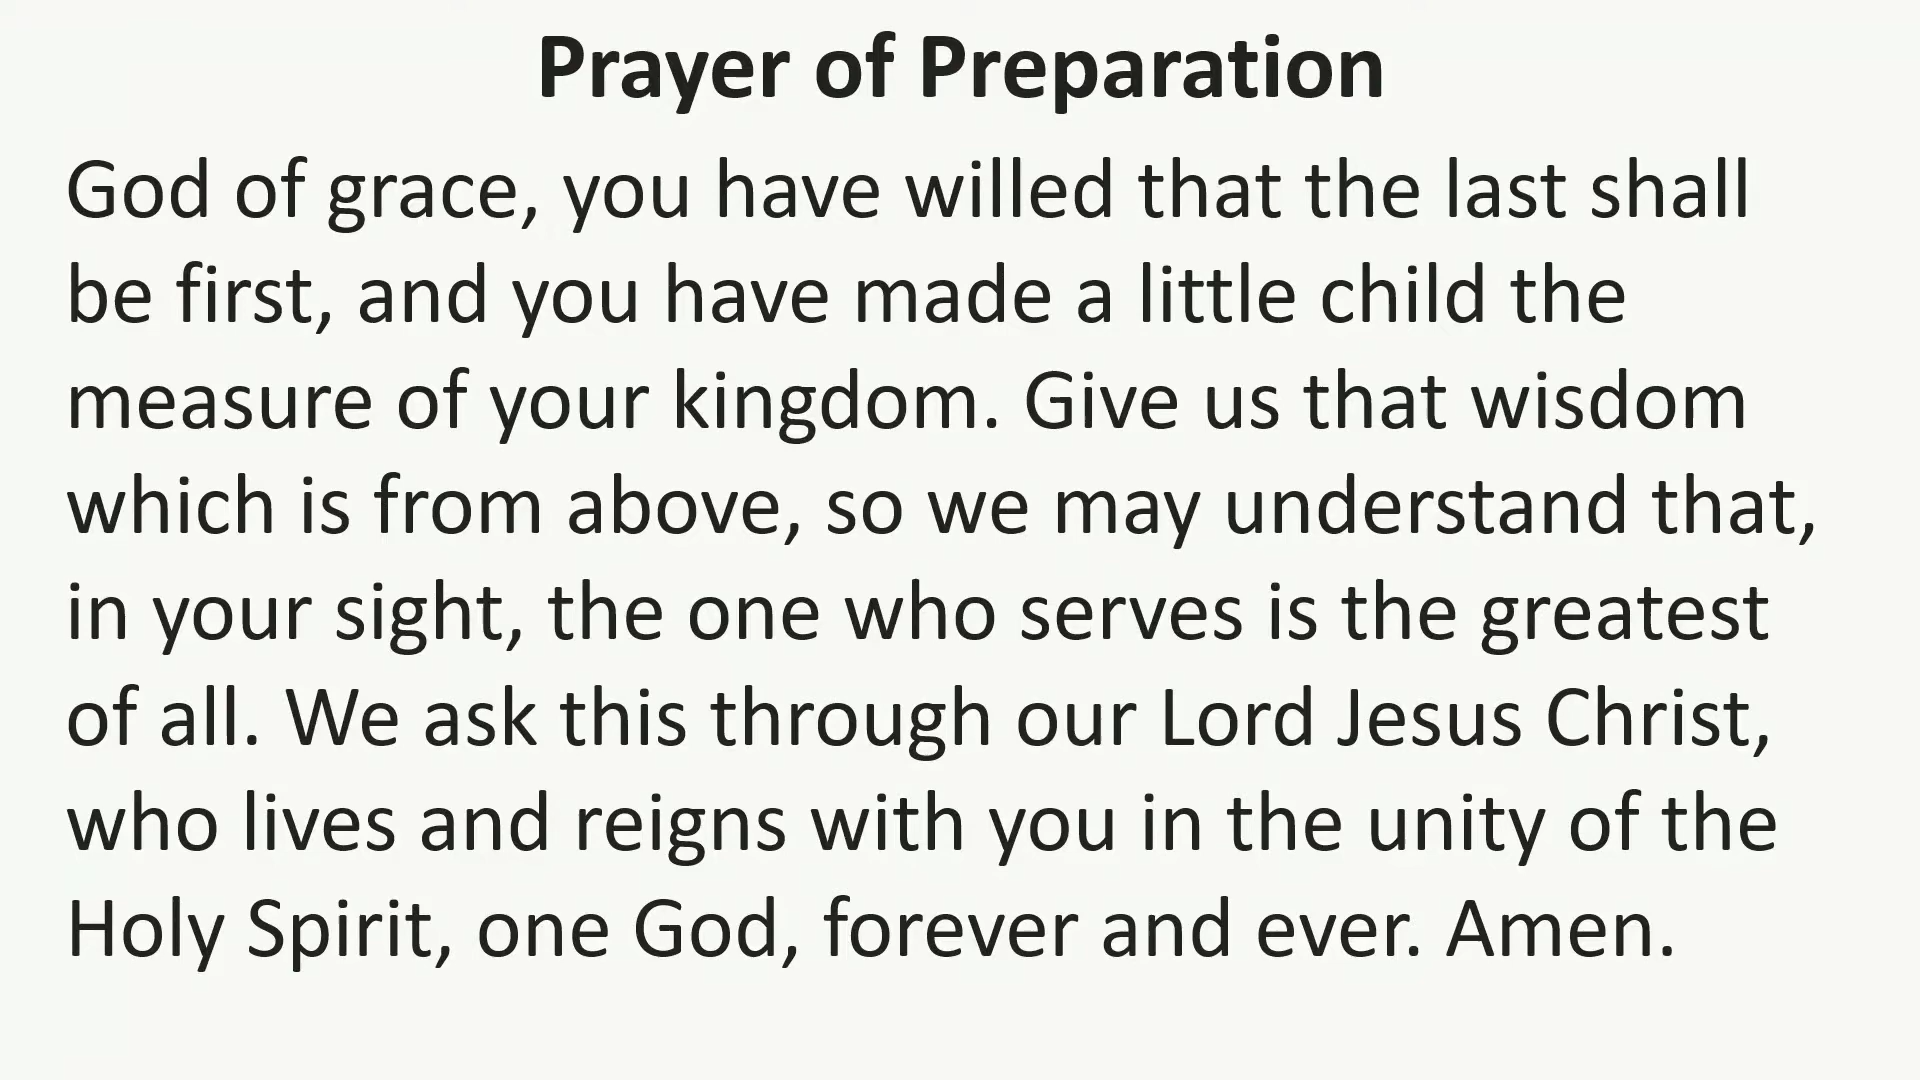 Prayer of Preparation
God of grace, you have willed that the last shall
be first, and you have made a little child the
measure of your kingdom. Give us that wisdom
which is from above, so we may understand that,
in your sight, the one who serves is the greatest
of all. We ask this through our Lord Jesus Christ,
who lives and reigns with you in the unity of the
Holy Spirit, one God, forever and ever. Amen.